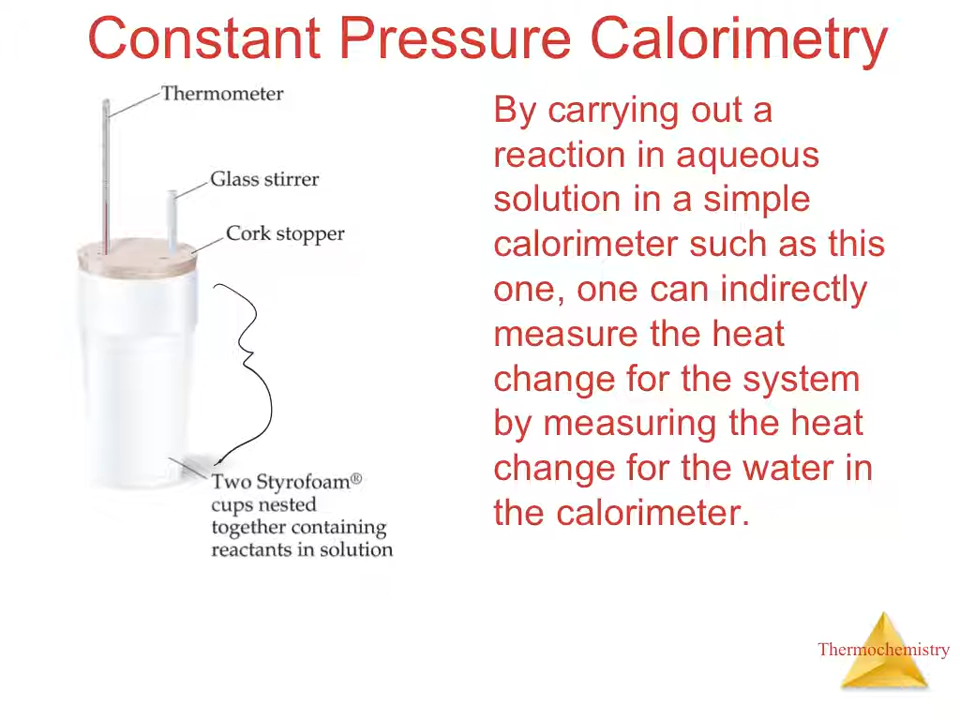 Constant Pressure Calorimetry
Thermometer
Glass stirrer
Cork stopper
Two Styrofoam®
cups nested
together containing
reactants in solution
By carrying out a
reaction in aqueous
solution in a simple
calorimeter such as this
one, one can indirectly
measure the heat
change for the system
by measuring the heat
change for the water in
the calorimeter.
Thermochemistry